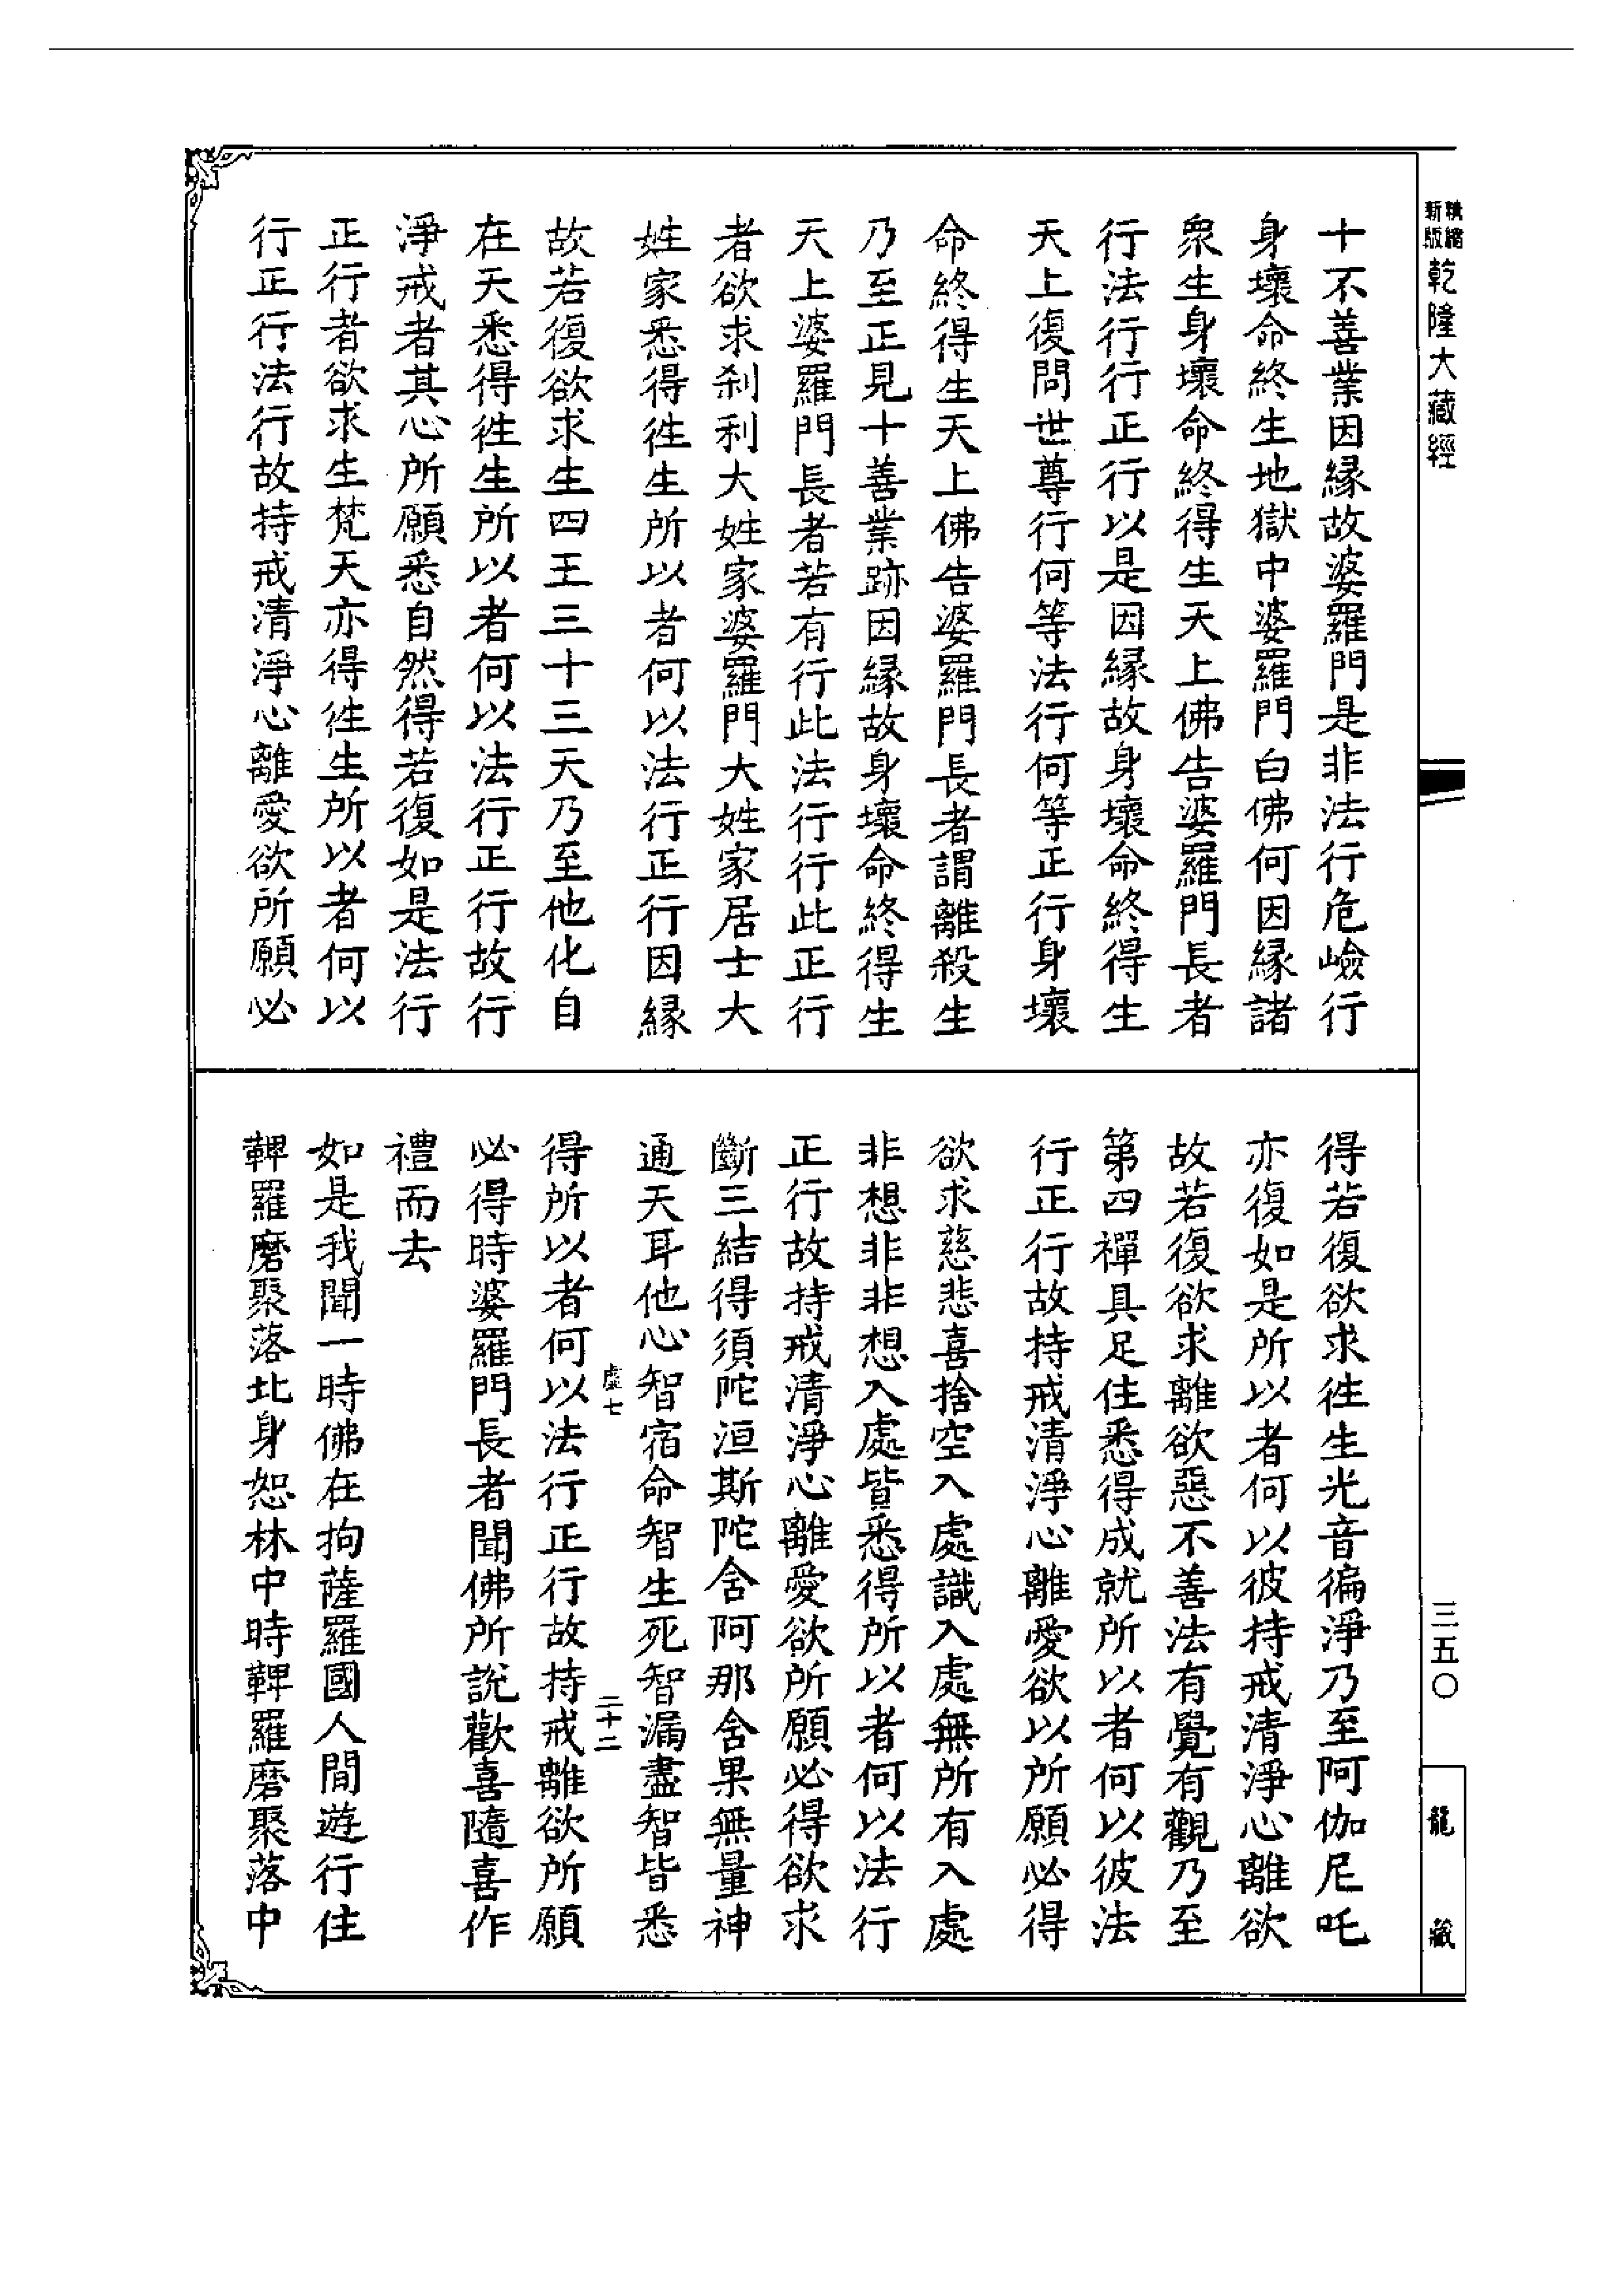 精縮
新版
乾隆大藏經
三五〇
龍藏
十不善業因緣故婆羅門是非法行危嶮行
身壞命終生地獄中婆羅門白佛何因緣諸
衆生身壞命終得生天上佛告婆羅門長者
行法行行正行以是因緣故身壞命終得生
天上復問世尊行何等法行何等正行身壞
命終得生天上佛告婆羅門長者謂離殺生
乃至正見十善業跡因緣故身壞命終得生
天上婆羅門長者若有行此法行行此正行
者欲求刹利大姓家婆羅門大姓家居士大
姓家悉得徃生所以者何以法行正行因緣
故若復欲求生四王三十三天乃至他化自
在天悉得徃生所以者何以法行正行故行
淨戒者其心所願悉自然得若復如是法行
正行者欲求生梵天亦得徃生所以者何以
行正行法行故持戒清淨心離愛欲所願必
得若復欲求徃生光音徧淨乃至阿伽尼吒
亦復如是所以者何以彼持戒清淨心離欲
故若復欲求離欲惡不善法有覺有觀乃至
第四禪具足住悉得成就所以者何以彼法
行正行故持戒清淨心離愛欲以所願必得
欲求慈悲喜捨空入處識入處無所有入處
非想非非想入處皆悉得所以者何以法行
正行故持戒清淨心離愛欲所願必得欲求
斷三結得須陀洹斯陀含阿那含果無量神
通天耳他心智宿命智生死智漏盡智皆悉
虛七 二十二
得所以者何以法行正行故持戒離欲所願
必得時婆羅門長者聞佛所說歡喜隨喜作
禮而去
如是我聞一時佛在拘薩羅國人間遊行住
鞞羅磨聚落北身恕林中時鞞羅磨聚落中